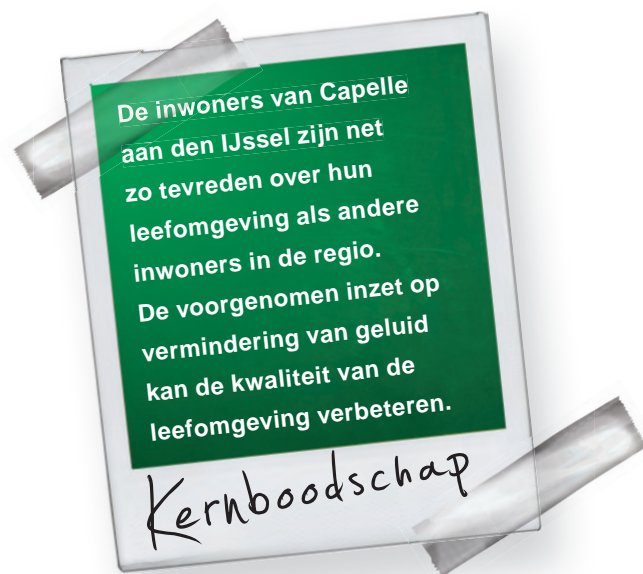 De inwoners van Capelle
aan den IJssel zijn net
zo tevreden over hun
leefomgeving als andere
inwoners in de regio.
De voorgenomen inzet op
vermindering van geluid
kan de kwaliteit van de
leefomgeving verbeteren.
Kernboodschap